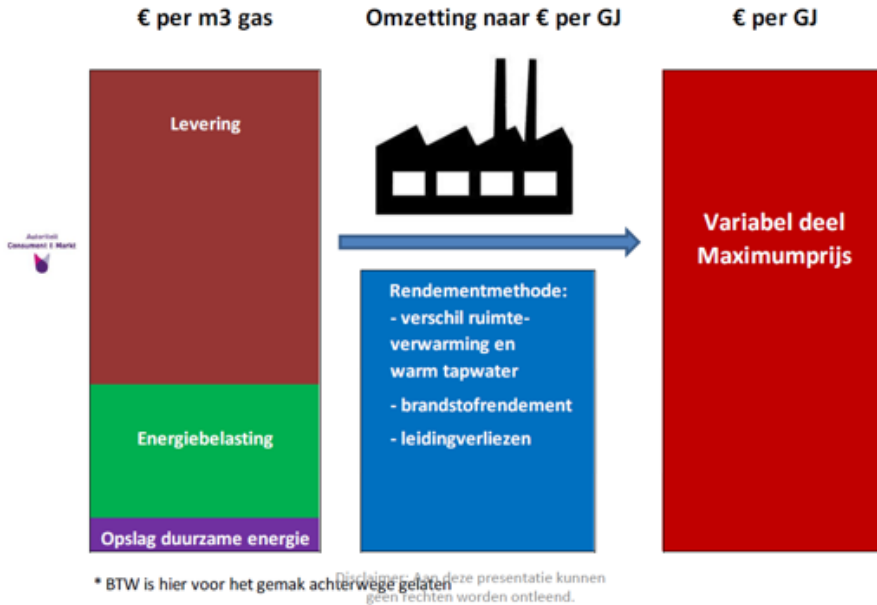 € per m3 gas
Omzetting naar € per GJ
€ per GJ
Levering
Energiebelasting
Opslag duurzame energie
Autoriteit
Consument & Markt
Rendementmethode:
- verschil ruimte-
verwarming en
warm tapwater
- brandstofrendement
- leidingverliezen
Variabel deel
Maximumprijs
* BTW is hier voor het gemak achterwege gelaten
Disclaimer: Aan deze presentatie kunnen
geen rechten worden ontleend.